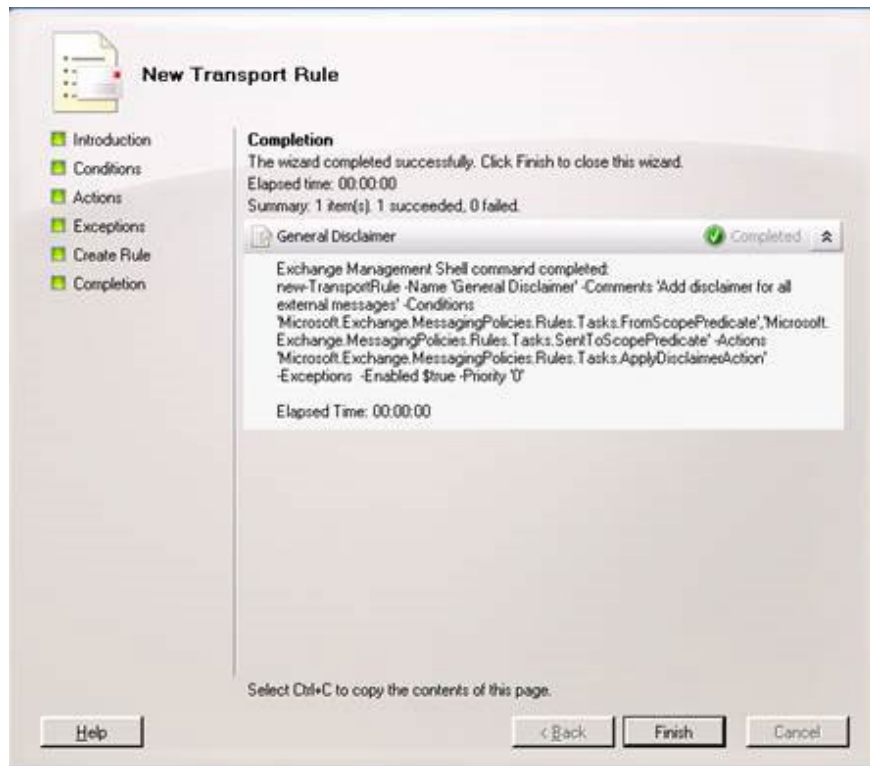 New Transport Rule
Introduction
Conditions
Actions
Exceptions
Create Rule
Completion
Completion
The wizard completed successfully. Click Finish to close this wizard.
Elapsed time: 00:00:00
Summary: 1 item(s). 1 succeeded, 0 failed.
General Disclaimer
Completed
Exchange Management Shell command completed:
new-TransportRule -Name 'General Disclaimer' -Comments 'Add disclaimer for all
external messages' -Conditions
'Microsoft.Exchange.MessagingPolicies.Rules.Tasks.FromScopePredicate','Microsoft.
Exchange.MessagingPolicies.Rules.Tasks.SentToScopePredicate' -Actions
'Microsoft.Exchange.MessagingPolicies.Rules.Tasks.ApplyDisclaimerAction'
-Exceptions -Enabled $true -Priority '0'
Elapsed Time: 00:00:00
Select Ctrl+C to copy the contents of this page.
Help
< Back
Finish
Cancel